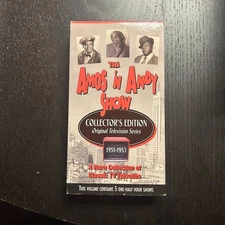 THE
AMOS 'N ANDY
SHOW
COLLECTOR'S EDITION
Original Television Series
1951-1953
A Rare Collection of
Classic TV Episodes
THIS VOLUME CONTAINS 5 ONE-HALF HOUR SHOWS